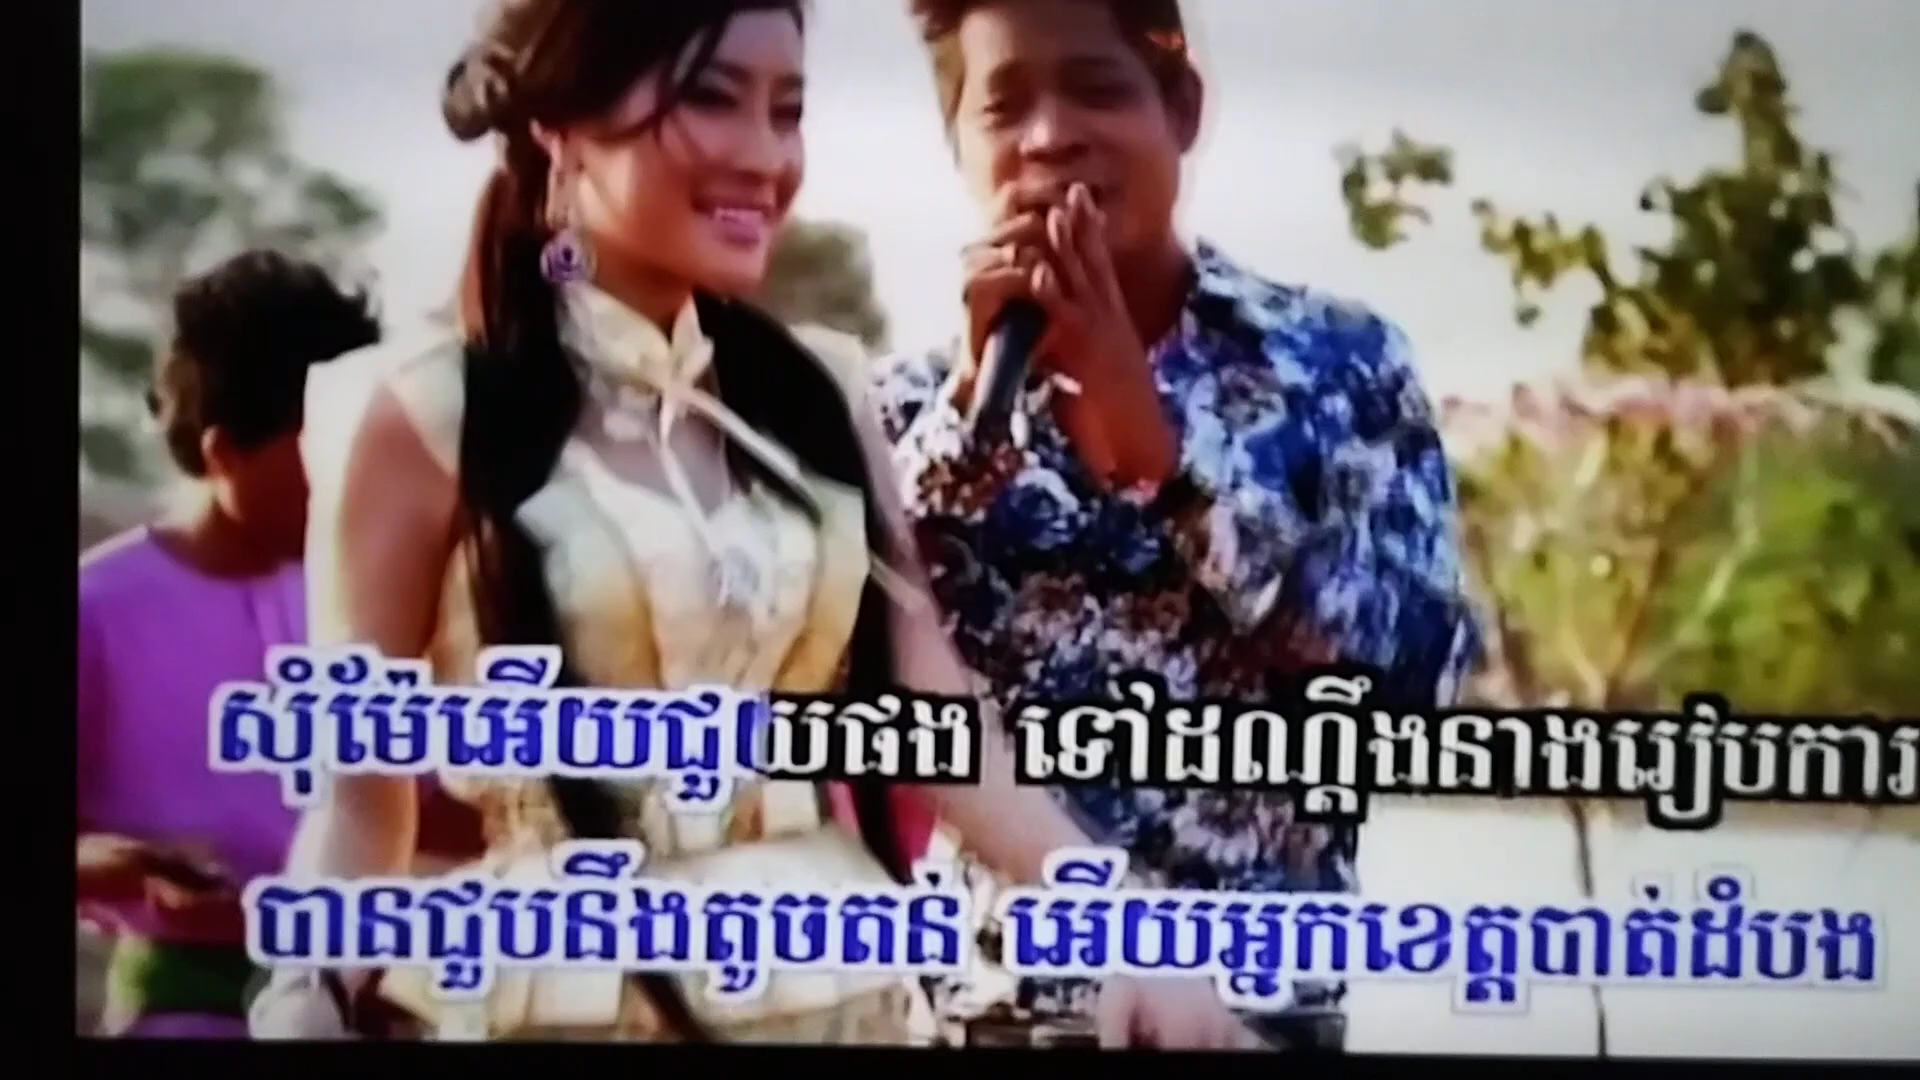 សុំម៉ែអើយជួយផង ទៅដណ្ដឹងនាងរៀបការ
បានជួបនឹងតូចតន់ អើយអ្នកខេត្តបាត់ដំបង